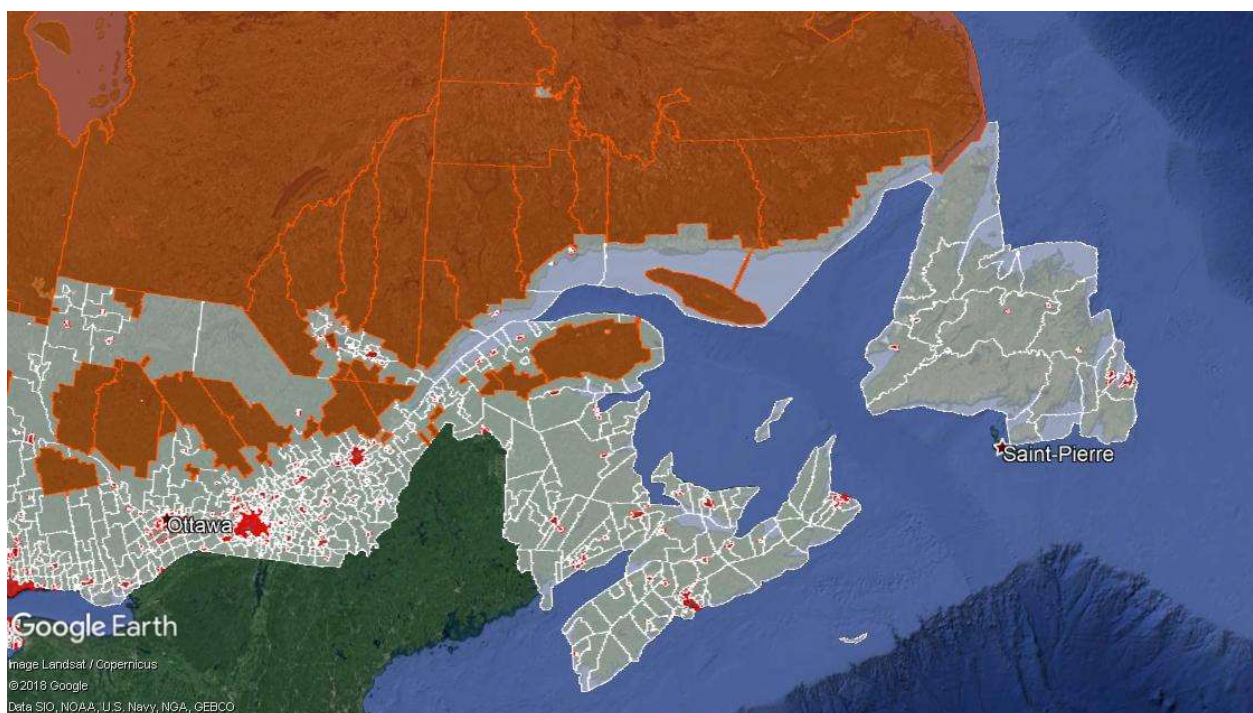 Saint-Pierre
Ottawa
Google Earth
Image Landsat / Copernicus
© 2018 Google
Data SIO, NOAA, U.S. Navy, NGA, GEBCO